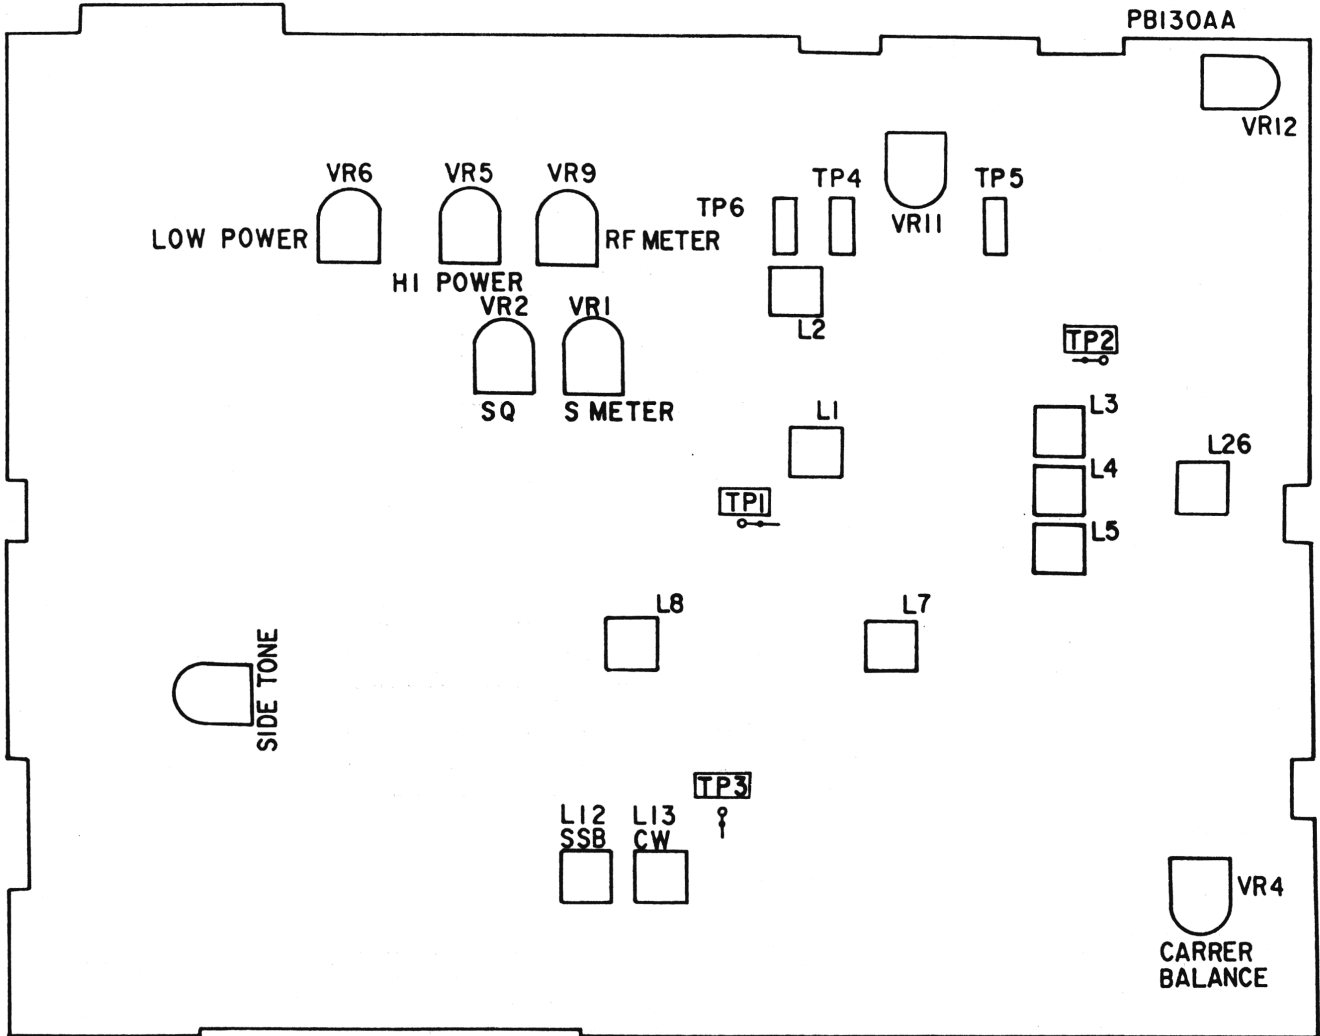 PB130AA
VR12
VR6
VR5
VR9
TP4
TP5
TP6
VR11
LOW POWER
RF METER
HI POWER
VR2
VR1
L2
TP2
SQ
S METER
L1
L3
L26
L4
TP1
L5
L8
L7
SIDE TONE
TP3
L12
SSB
L13
CW
VR4
CARRER
BALANCE